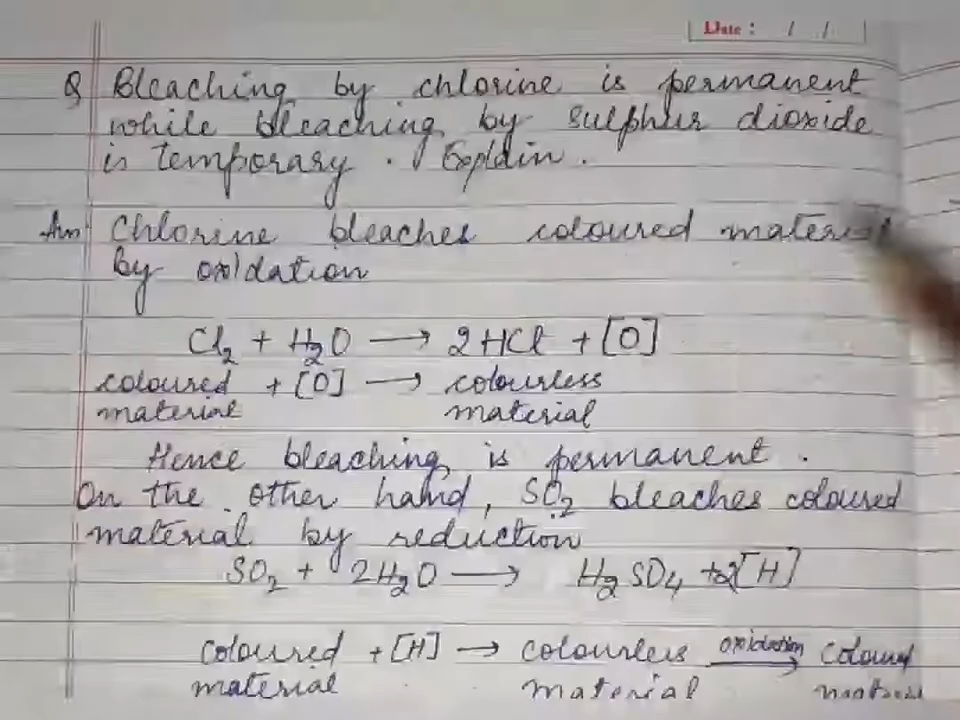 Date : / /
Q Bleaching by chlorine is permanent
while bleaching by sulphur dioxide
is temporary . Explain .
Ans Chlorine bleaches coloured material
by oxidation
Cl₂ + H₂O → 2HCl + [O]
coloured + [O] → colourless
material material
Hence bleaching is permanent .
On the other hand, SO₂ bleaches coloured
material by reduction
SO₂ + 2H₂O → H₂SO₄ + 2[H]
coloured + [H] → colourless oxidation → coloured
material material material